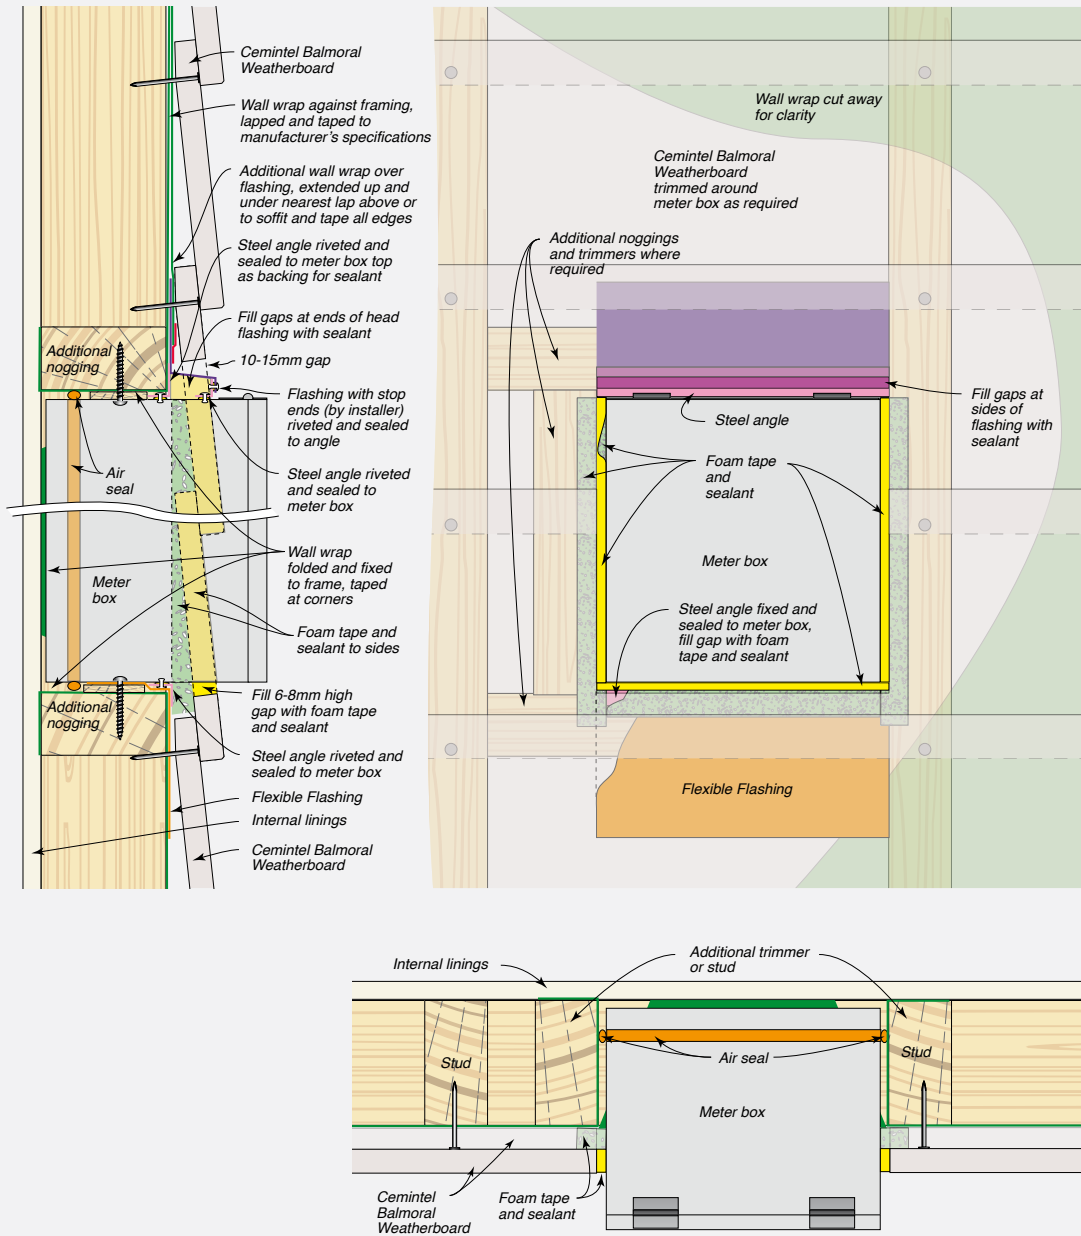 Cemintel Balmoral
Weatherboard
Wall wrap against framing,
lapped and taped to
manufacturer's specifications
Additional wall wrap over
flashing, extended up and
under nearest lap above or
to soffit and tape all edges
Steel angle riveted and
sealed to meter box top
as backing for sealant
Fill gaps at ends of head
flashing with sealant
10-15mm gap
Additional
nogging
Flashing with stop
ends (by installer)
riveted and sealed
to angle
Air
seal
Steel angle riveted
and sealed to
meter box
Meter
box
Wall wrap
folded and fixed
to frame, taped
at corners
Foam tape and
sealant to sides
Additional
nogging
Fill 6-8mm high
gap with foam tape
and sealant
Steel angle riveted and
sealed to meter box
Flexible Flashing
Internal linings
Cemintel Balmoral
Weatherboard
Wall wrap cut away
for clarity
Cemintel Balmoral
Weatherboard
trimmed around
meter box as required
Additional noggings
and trimmers where
required
Steel angle
Fill gaps at
sides of
flashing with
sealant
Foam tape
and
sealant
Meter box
Steel angle fixed and
sealed to meter box,
fill gap with foam
tape and sealant
Flexible Flashing
Internal linings
Additional trimmer
or stud
Stud
Air seal
Stud
Meter box
Cemintel
Balmoral
Weatherboard
Foam tape
and sealant